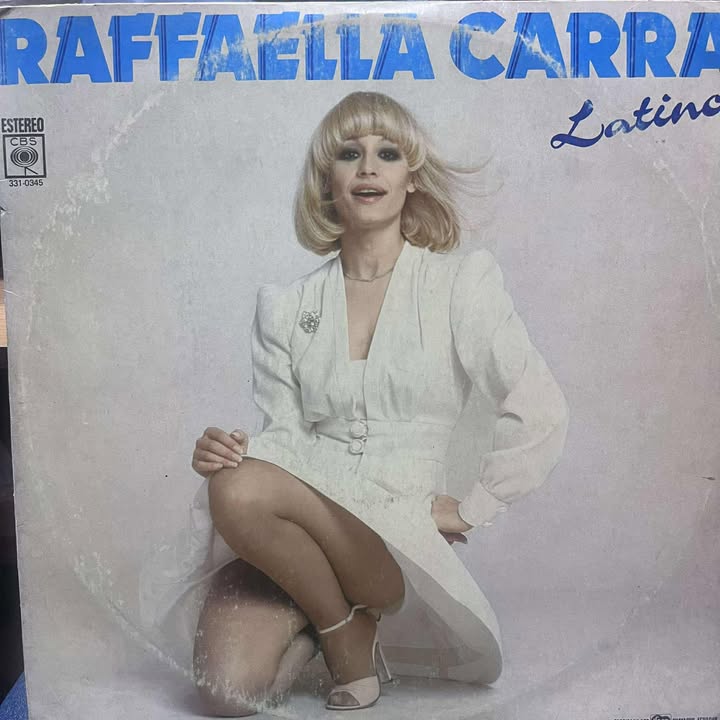 RAFFAELLA CARRA
Latino
ESTEREO
CBS
331-0345